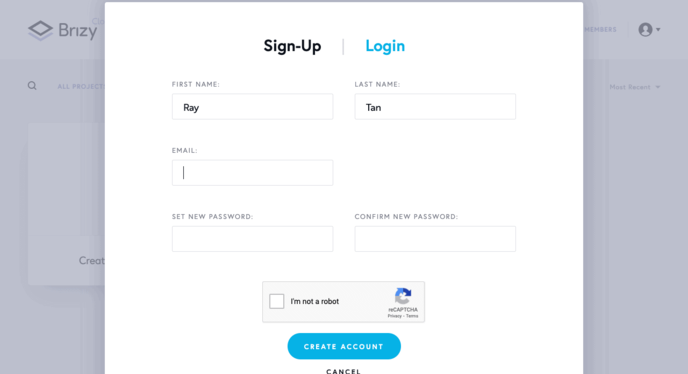 Brizy
MEMBERS
Sign-Up | Login
FIRST NAME: LAST NAME:
Ray Tan
ALL PROJECT
Most Recent
EMAIL:
SET NEW PASSWORD: CONFIRM NEW PASSWORD:
Creat
I'm not a robot
reCAPTCHA
Privacy - Terms
CREATE ACCOUNT
CANCEL